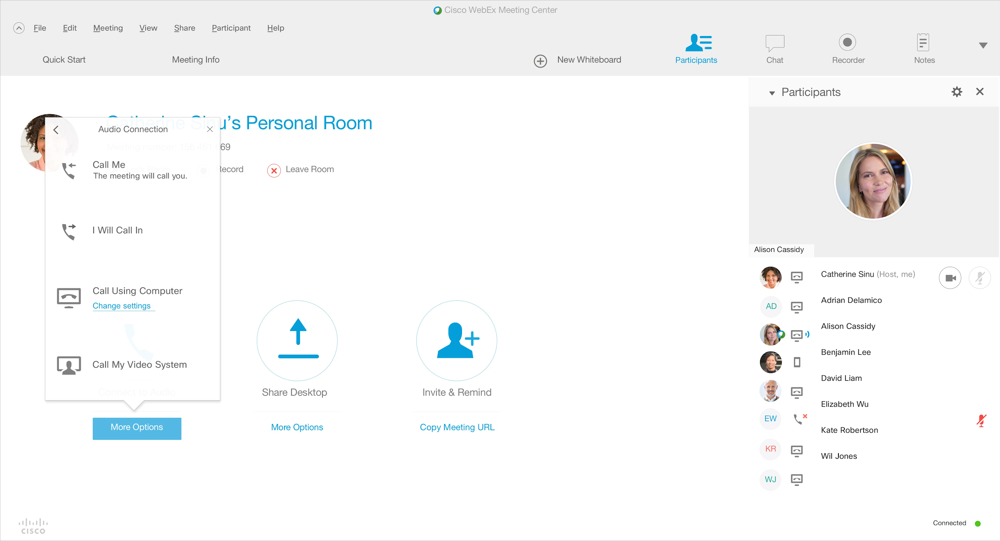 Cisco WebEx Meeting Center
File Edit Meeting View Share Participant Help
Quick Start Meeting Info New Whiteboard Participants Chat Recorder Notes
Participants
Catherine Sinu's Personal Room
Audio Connection
Meeting number: 156 461 669
Call Me
Lock Room Record Leave Room
The meeting will call you.
I Will Call In
Call Using Computer
Change settings
Call My Video System
Connect to Audio Share Desktop Invite & Remind
More Options More Options Copy Meeting URL
Alison Cassidy
Catherine Sinu (Host, me)
Adrian Delamico
AD
Alison Cassidy
Benjamin Lee
David Liam
Elizabeth Wu
EW
Kate Robertson
KR
Wil Jones
WJ
CISCO
Connected